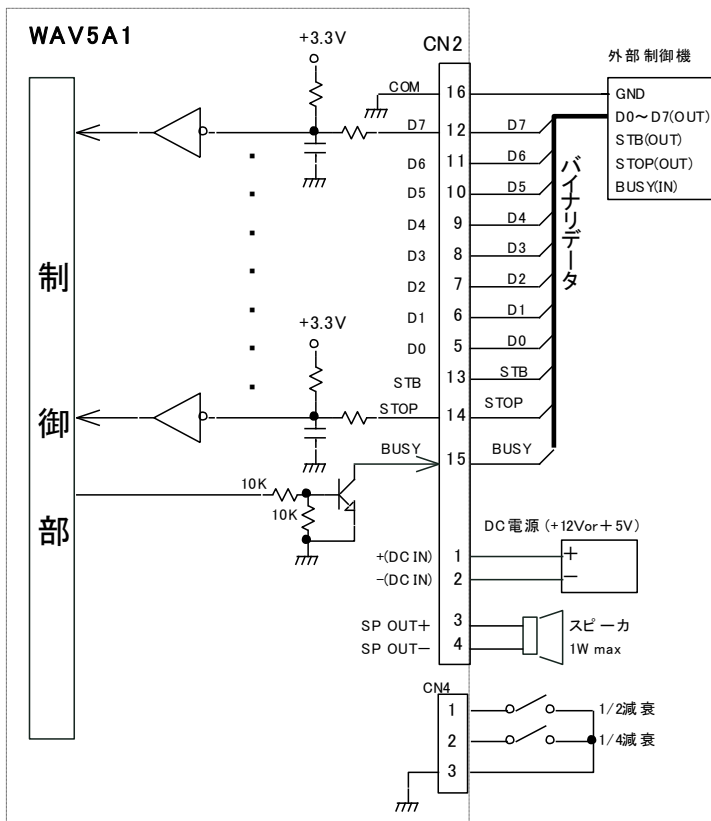 WAV5A1
+3.3V
CN2
外部制御機
COM
16
GND
D0～D7(OUT)
STB(OUT)
STOP(OUT)
BUSY(IN)
D7
12
D7
D6
11
D6
D5
10
D5
D4
9
D4
D3
8
D3
D2
7
D2
D1
6
D1
D0
5
D0
バイナリデータ
制御部
+3.3V
STB
13
STB
STOP
14
STOP
BUSY
15
BUSY
10K
10K
DC電源(+12Vor+5V)
+(DC IN)
1
+
-(DC IN)
2
−
SP OUT+
3
スピーカ
SP OUT−
4
1W max
CN4
1
1/2減衰
2
1/4減衰
3